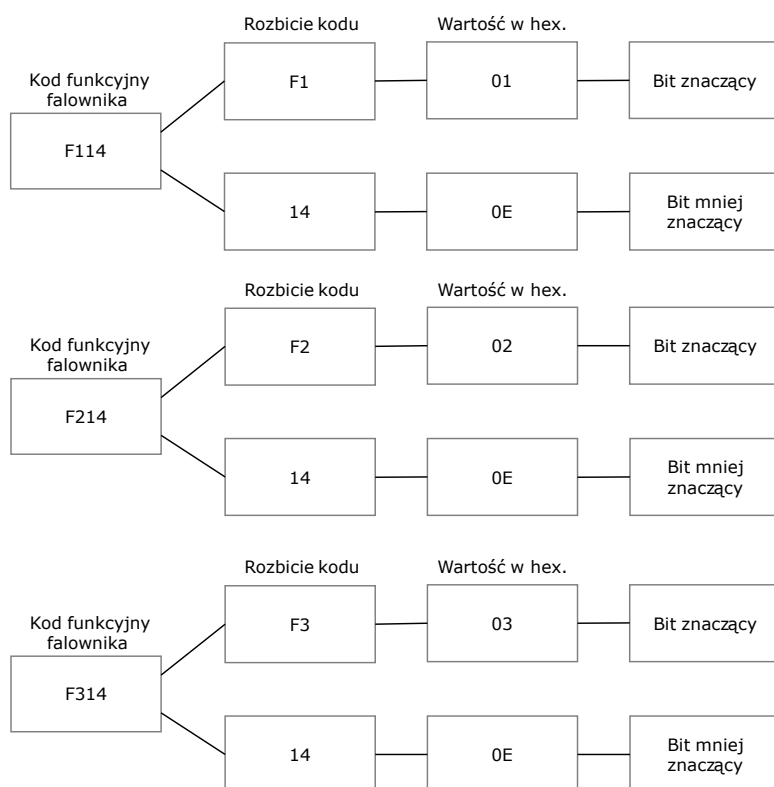 Rozbicie kodu
Wartość w hex.
Kod funkcyjny
falownika
F114
F1
01
Bit znaczący
14
0E
Bit mniej
znaczący
Rozbicie kodu
Wartość w hex.
Kod funkcyjny
falownika
F214
F2
02
Bit znaczący
14
0E
Bit mniej
znaczący
Rozbicie kodu
Wartość w hex.
Kod funkcyjny
falownika
F314
F3
03
Bit znaczący
14
0E
Bit mniej
znaczący